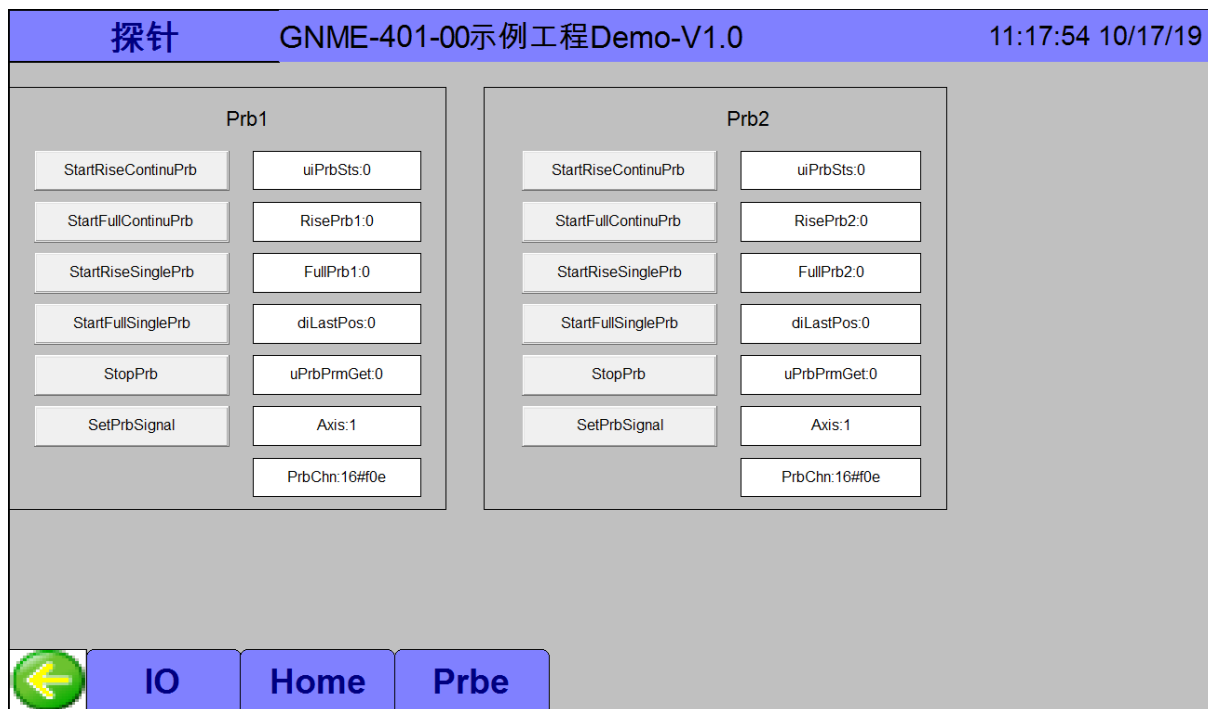 探针 GNME-401-00示例工程Demo-V1.0 11:17:54 10/17/19
Prb1
StartRiseContinuPrb uiPrbSts:0
StartFullContinuPrb RisePrb1:0
StartRiseSinglePrb FullPrb1:0
StartFullSinglePrb diLastPos:0
StopPrb uPrbPrmGet:0
SetPrbSignal Axis:1
PrbChn:16#f0e
Prb2
StartRiseContinuPrb uiPrbSts:0
StartFullContinuPrb RisePrb2:0
StartRiseSinglePrb FullPrb2:0
StartFullSinglePrb diLastPos:0
StopPrb uPrbPrmGet:0
SetPrbSignal Axis:1
PrbChn:16#f0e
IO Home Prbe